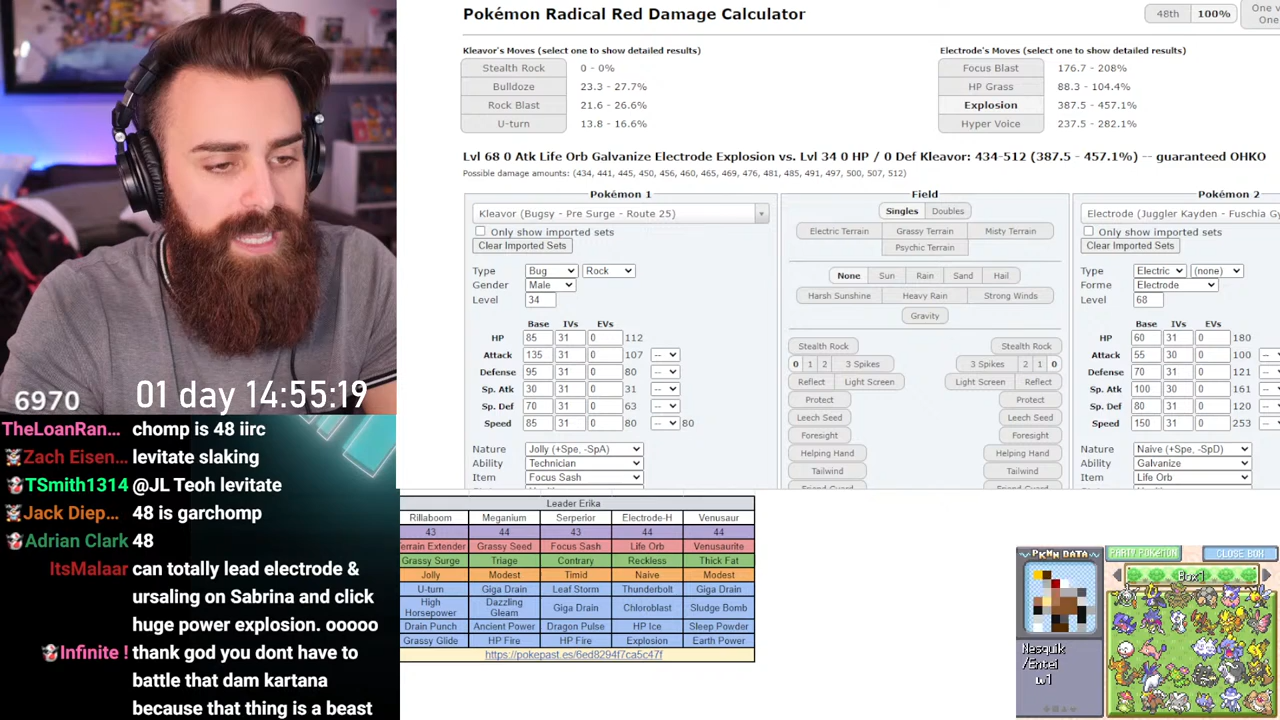 Pokémon Radical Red Damage Calculator
48th 100% One v
One
Kleavor's Moves (select one to show detailed results)
Stealth Rock 0 - 0%
Bulldoze 23.3 - 27.7%
Rock Blast 21.6 - 26.6%
U-turn 13.8 - 16.6%
Electrode's Moves (select one to show detailed results)
Focus Blast 176.7 - 208%
HP Grass 88.3 - 104.4%
Explosion 387.5 - 457.1%
Hyper Voice 237.5 - 282.1%
Lvl 68 0 Atk Life Orb Galvanize Electrode Explosion vs. Lvl 34 0 HP / 0 Def Kleavor: 434-512 (387.5 - 457.1%) -- guaranteed OHKO
Possible damage amounts: (434, 441, 445, 450, 456, 460, 465, 469, 476, 481, 485, 491, 497, 500, 507, 512)
Pokémon 1
Kleavor (Bugsy - Pre Surge - Route 25)
Only show imported sets
Clear Imported Sets
Type Bug Rock
Gender Male
Level 34
Base IVs EVs
HP 85 31 0 112
Attack 135 31 0 107 --
Defense 95 31 0 80 --
Sp. Atk 30 31 0 31 --
Sp. Def 70 31 0 63 --
Speed 85 31 0 80 -- 80
Nature Jolly (+Spe, -SpA)
Ability Technician
Item Focus Sash
Field
Singles Doubles
Electric Terrain Grassy Terrain Misty Terrain
Psychic Terrain
None Sun Rain Sand Hail
Harsh Sunshine Heavy Rain Strong Winds
Gravity
Stealth Rock Stealth Rock
0 1 2 3 Spikes 3 Spikes 2 1 0
Reflect Light Screen Light Screen Reflect
Protect Protect
Leech Seed Leech Seed
Foresight Foresight
Helping Hand Helping Hand
Tailwind Tailwind
Pokémon 2
Electrode (Juggler Kayden - Fuschia Gy
Only show imported sets
Clear Imported Sets
Type Electric (none)
Forme Electrode
Level 68
Base IVs EVs
HP 60 31 0 180
Attack 55 30 0 100
Defense 70 31 0 121
Sp. Atk 100 30 0 161
Sp. Def 80 31 0 120
Speed 150 31 0 253
Nature Naive (+Spe, -SpD)
Ability Galvanize
Item Life Orb
6970 01 day 14:55:19
TheLoanRan... chomp is 48 iirc
Zach Eisen... levitate slaking
TSmith1314 @JL Teoh levitate
Jack Diep... 48 is garchomp
Adrian Clark 48
ItsMalaar can totally lead electrode &
ursaling on Sabrina and click
huge power explosion. ooooo
Infinite ! thank god you dont have to
battle that dam kartana
because that thing is a beast
Leader Erika
Rillaboom Meganium Serperior Electrode-H Venusaur
43 44 43 44 44
errain Extender Grassy Seed Focus Sash Life Orb Venusaurite
Grassy Surge Triage Contrary Reckless Thick Fat
Jolly Modest Timid Naive Modest
U-turn Giga Drain Leaf Storm Thunderbolt Giga Drain
High Horsepower Dazzling Gleam Giga Drain Chloroblast Sludge Bomb
Drain Punch Ancient Power Dragon Pulse HP Ice Sleep Powder
Grassy Glide HP Fire HP Fire Explosion Earth Power
https://pokepast.es/6ed8294f7ca5c47f
PKMN DATA
PARTY POKéMON
CLOSE BOX
Box1
Nesquik